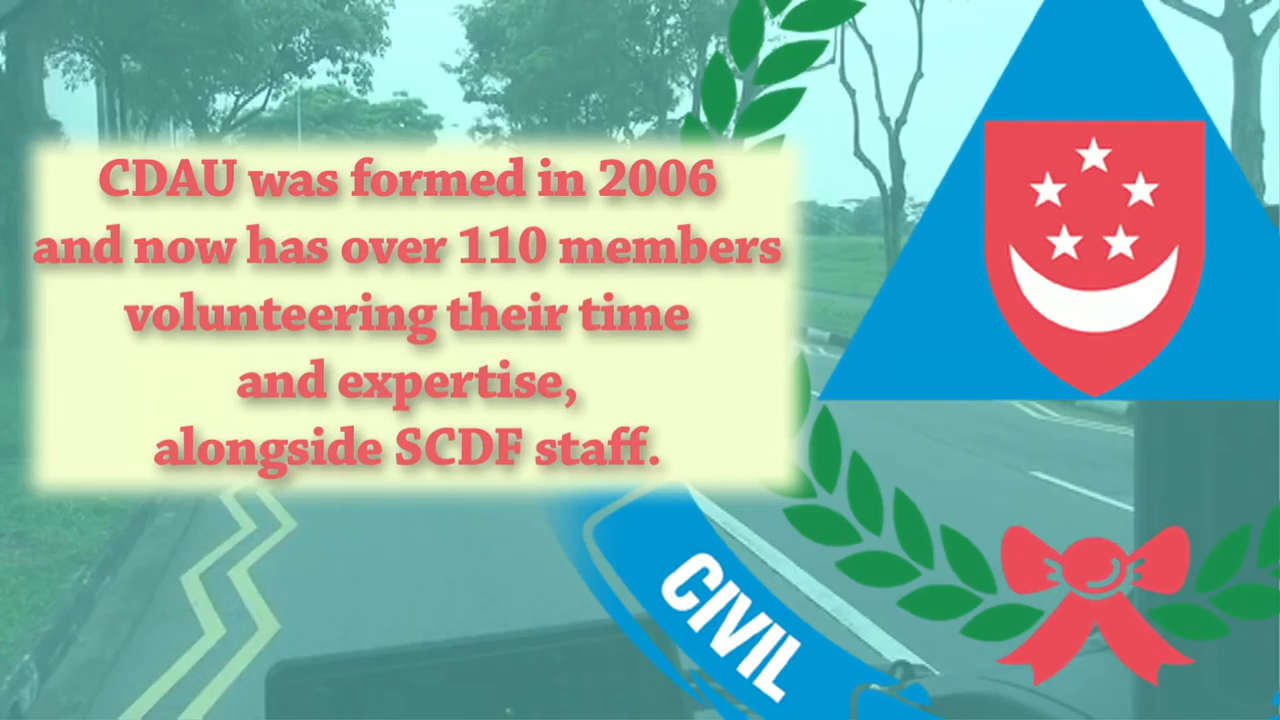 CDAU was formed in 2006
and now has over 110 members
volunteering their time
and expertise,
alongside SCDF staff.
CIVIL